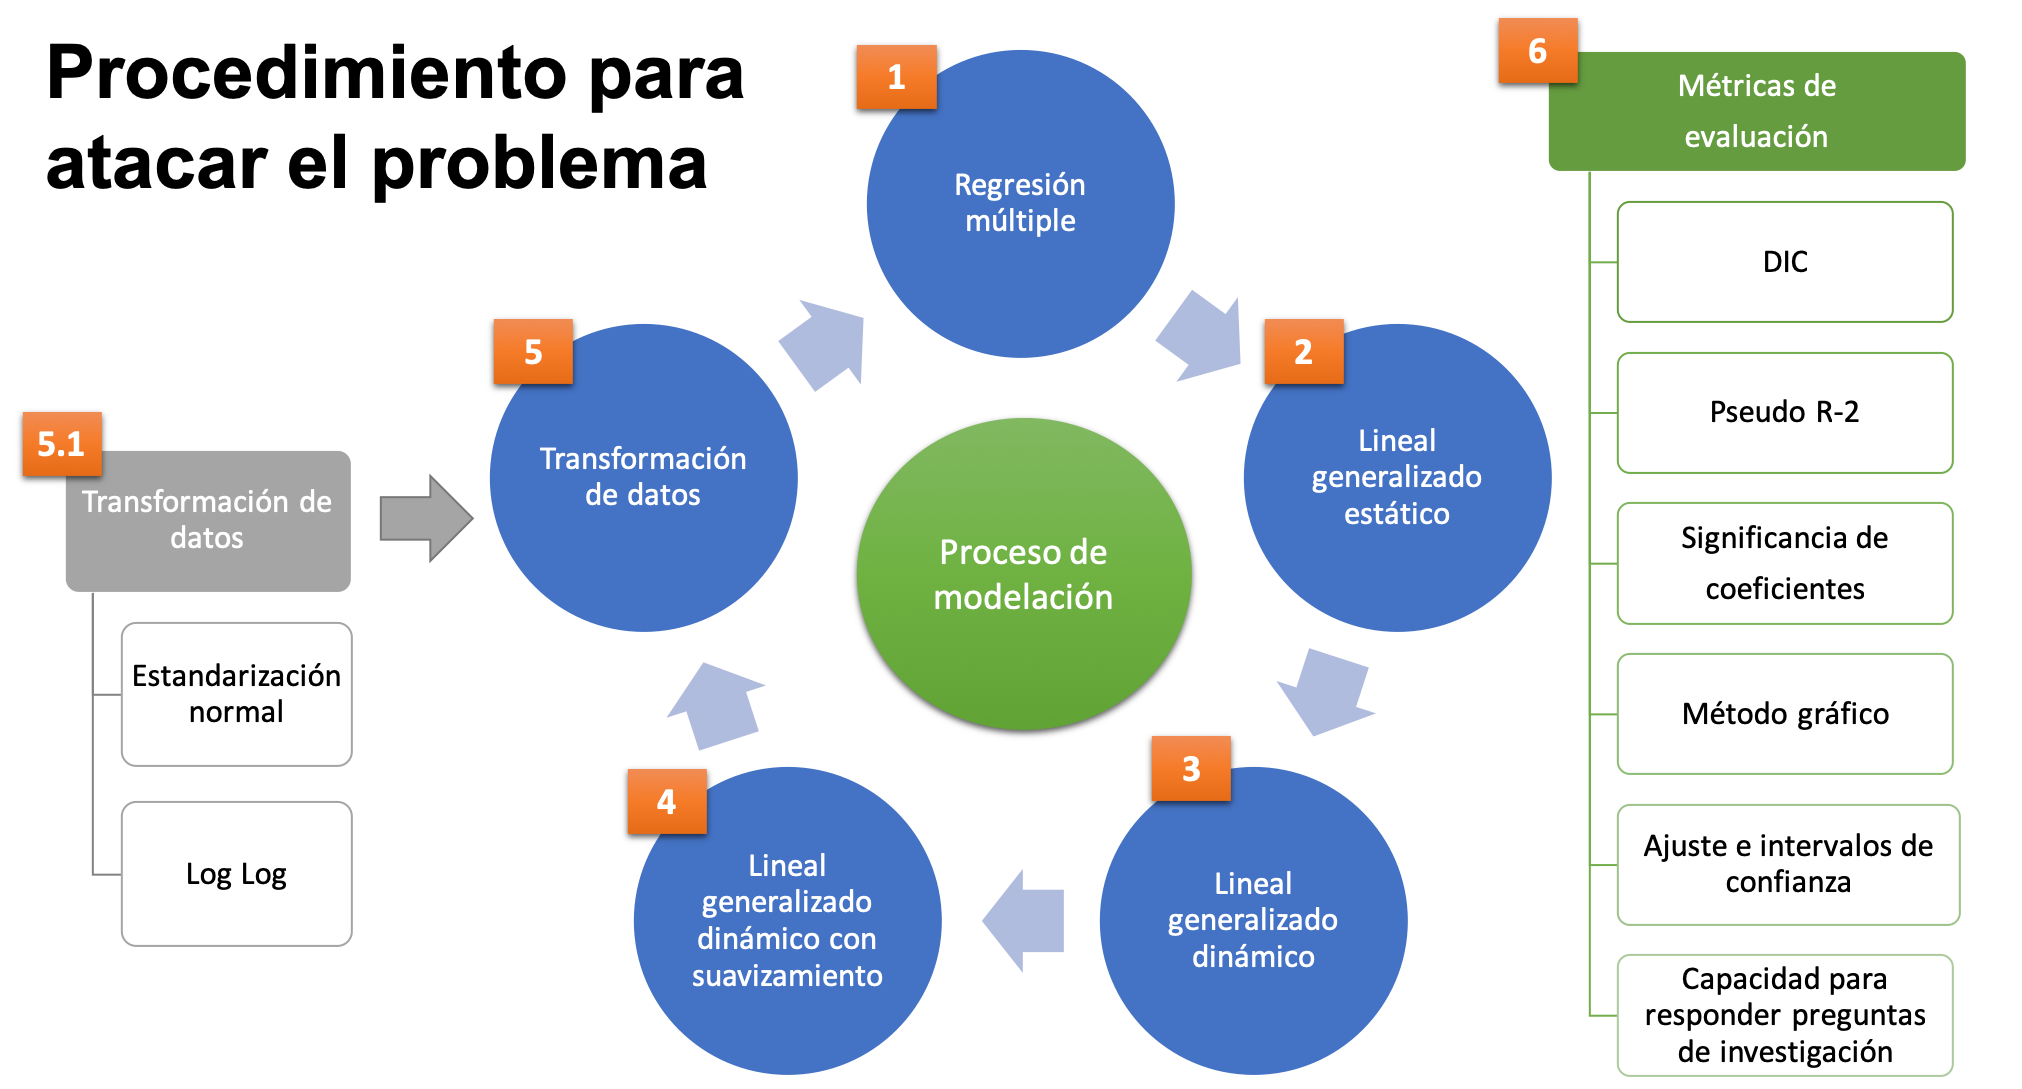 Procedimiento para
atacar el problema
1
Regresión
múltiple
2
Lineal
generalizado
estático
3
Lineal
generalizado
dinámico
4
Lineal
generalizado
dinámico con
suavizamiento
5
Transformación
de datos
5.1
Transformación de
datos
Estandarización
normal
Log Log
Proceso de
modelación
6
Métricas de
evaluación
DIC
Pseudo R-2
Significancia de
coeficientes
Método gráfico
Ajuste e intervalos de
confianza
Capacidad para
responder preguntas
de investigación